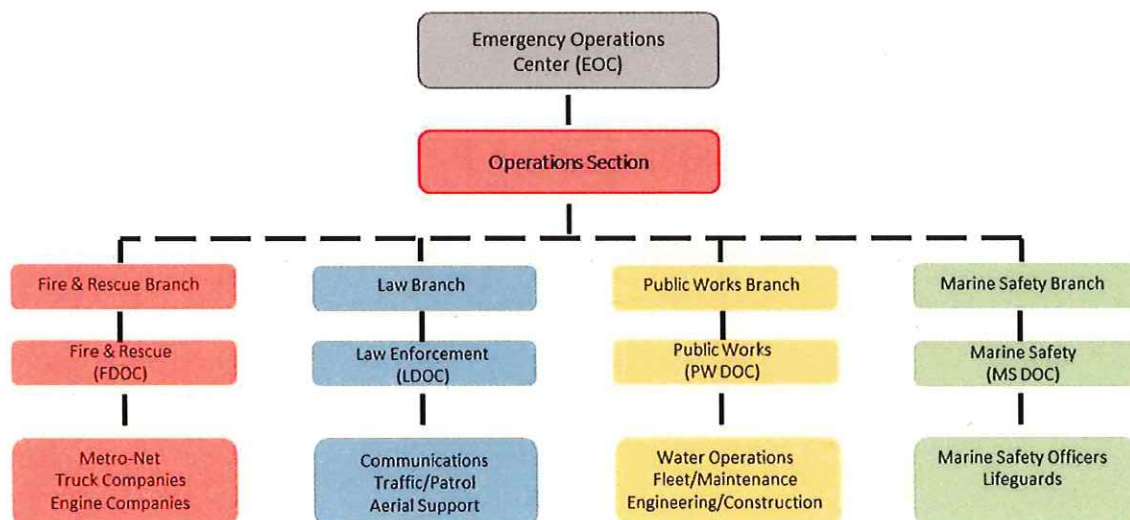 Emergency Operations
Center (EOC)
Operations Section
Fire & Rescue Branch
Law Branch
Public Works Branch
Marine Safety Branch
Fire & Rescue
(FDOC)
Law Enforcement
(LDOC)
Public Works
(PW DOC)
Marine Safety
(MS DOC)
Metro-Net
Truck Companies
Engine Companies
Communications
Traffic/Patrol
Aerial Support
Water Operations
Fleet/Maintenance
Engineering/Construction
Marine Safety Officers
Lifeguards